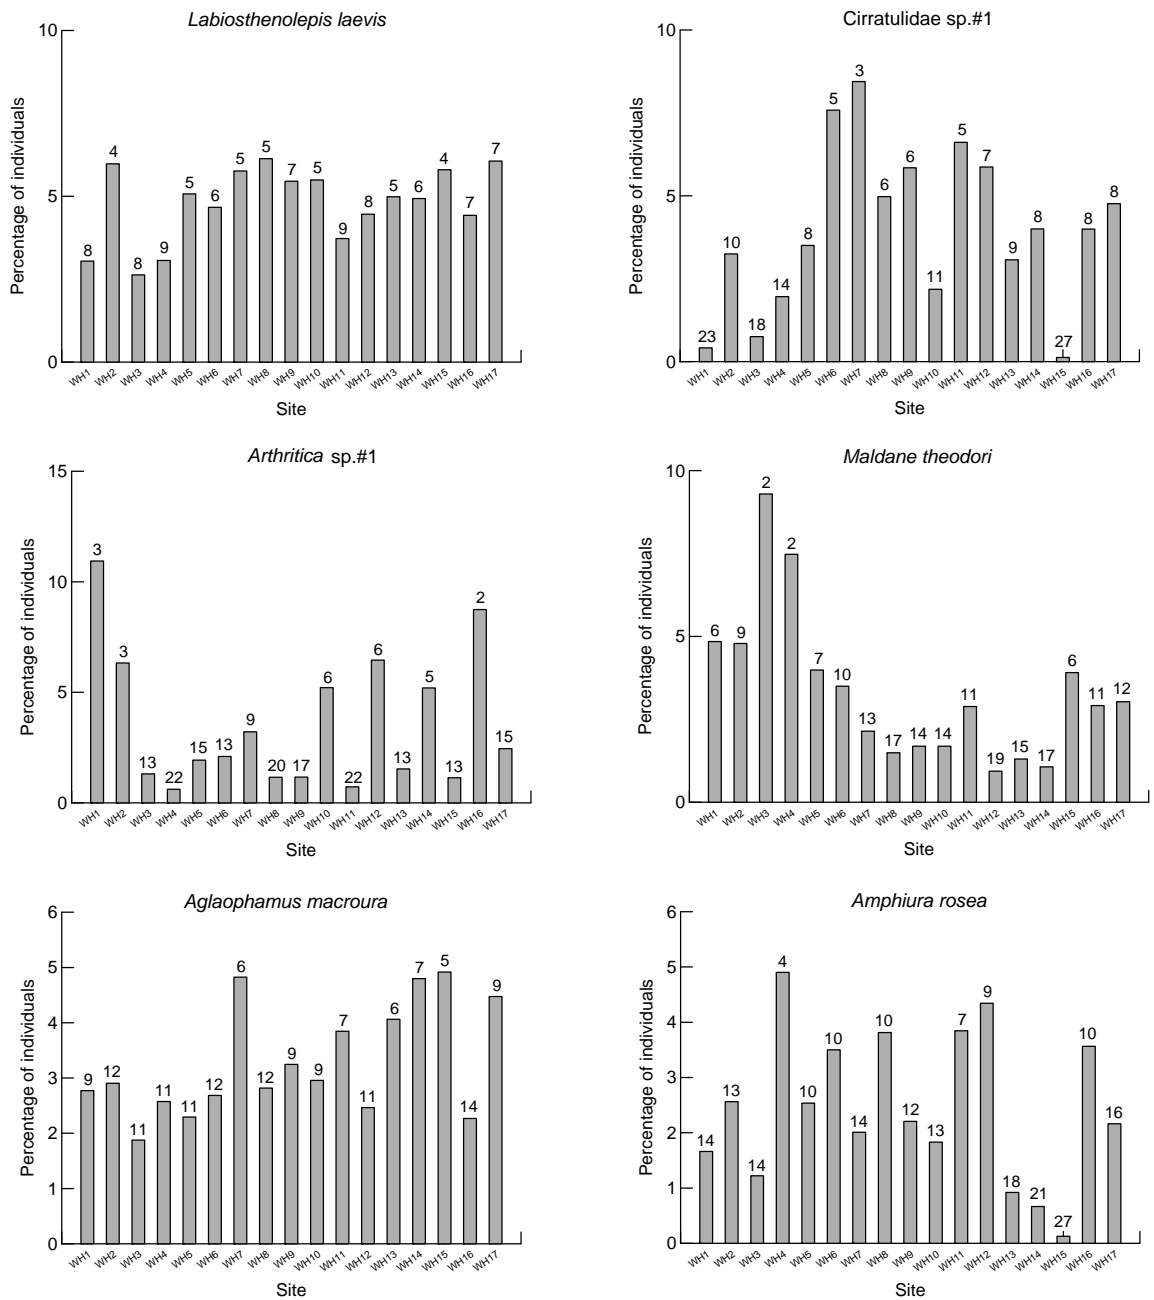 Labiosthenolepis laevis
Percentage of individuals
10
5
0
8 4 8 9 5 6 5 5 7 5 9 8 5 6 4 7 7
WH1 WH2 WH3 WH4 WH5 WH6 WH7 WH8 WH9 WH10 WH11 WH12 WH13 WH14 WH15 WH16 WH17
Site
Cirratulidae sp.#1
Percentage of individuals
10
5
0
23 10 18 14 8 5 3 6 6 11 5 7 9 8 27 8 8
WH1 WH2 WH3 WH4 WH5 WH6 WH7 WH8 WH9 WH10 WH11 WH12 WH13 WH14 WH15 WH16 WH17
Site
Arthritica sp.#1
Percentage of individuals
15
10
5
0
3 3 13 22 15 13 9 20 17 6 22 6 13 5 13 2 15
WH1 WH2 WH3 WH4 WH5 WH6 WH7 WH8 WH9 WH10 WH11 WH12 WH13 WH14 WH15 WH16 WH17
Site
Maldane theodori
Percentage of individuals
10
5
0
6 9 2 2 7 10 13 17 14 14 11 19 15 17 6 11 12
WH1 WH2 WH3 WH4 WH5 WH6 WH7 WH8 WH9 WH10 WH11 WH12 WH13 WH14 WH15 WH16 WH17
Site
Aglaophamus macroura
Percentage of individuals
6
5
4
3
2
1
0
9 12 11 11 11 12 6 12 9 9 7 11 6 7 5 14 9
WH1 WH2 WH3 WH4 WH5 WH6 WH7 WH8 WH9 WH10 WH11 WH12 WH13 WH14 WH15 WH16 WH17
Site
Amphiura rosea
Percentage of individuals
6
5
4
3
2
1
0
14 13 14 4 10 10 14 10 12 13 7 9 18 21 27 10 16
WH1 WH2 WH3 WH4 WH5 WH6 WH7 WH8 WH9 WH10 WH11 WH12 WH13 WH14 WH15 WH16 WH17
Site